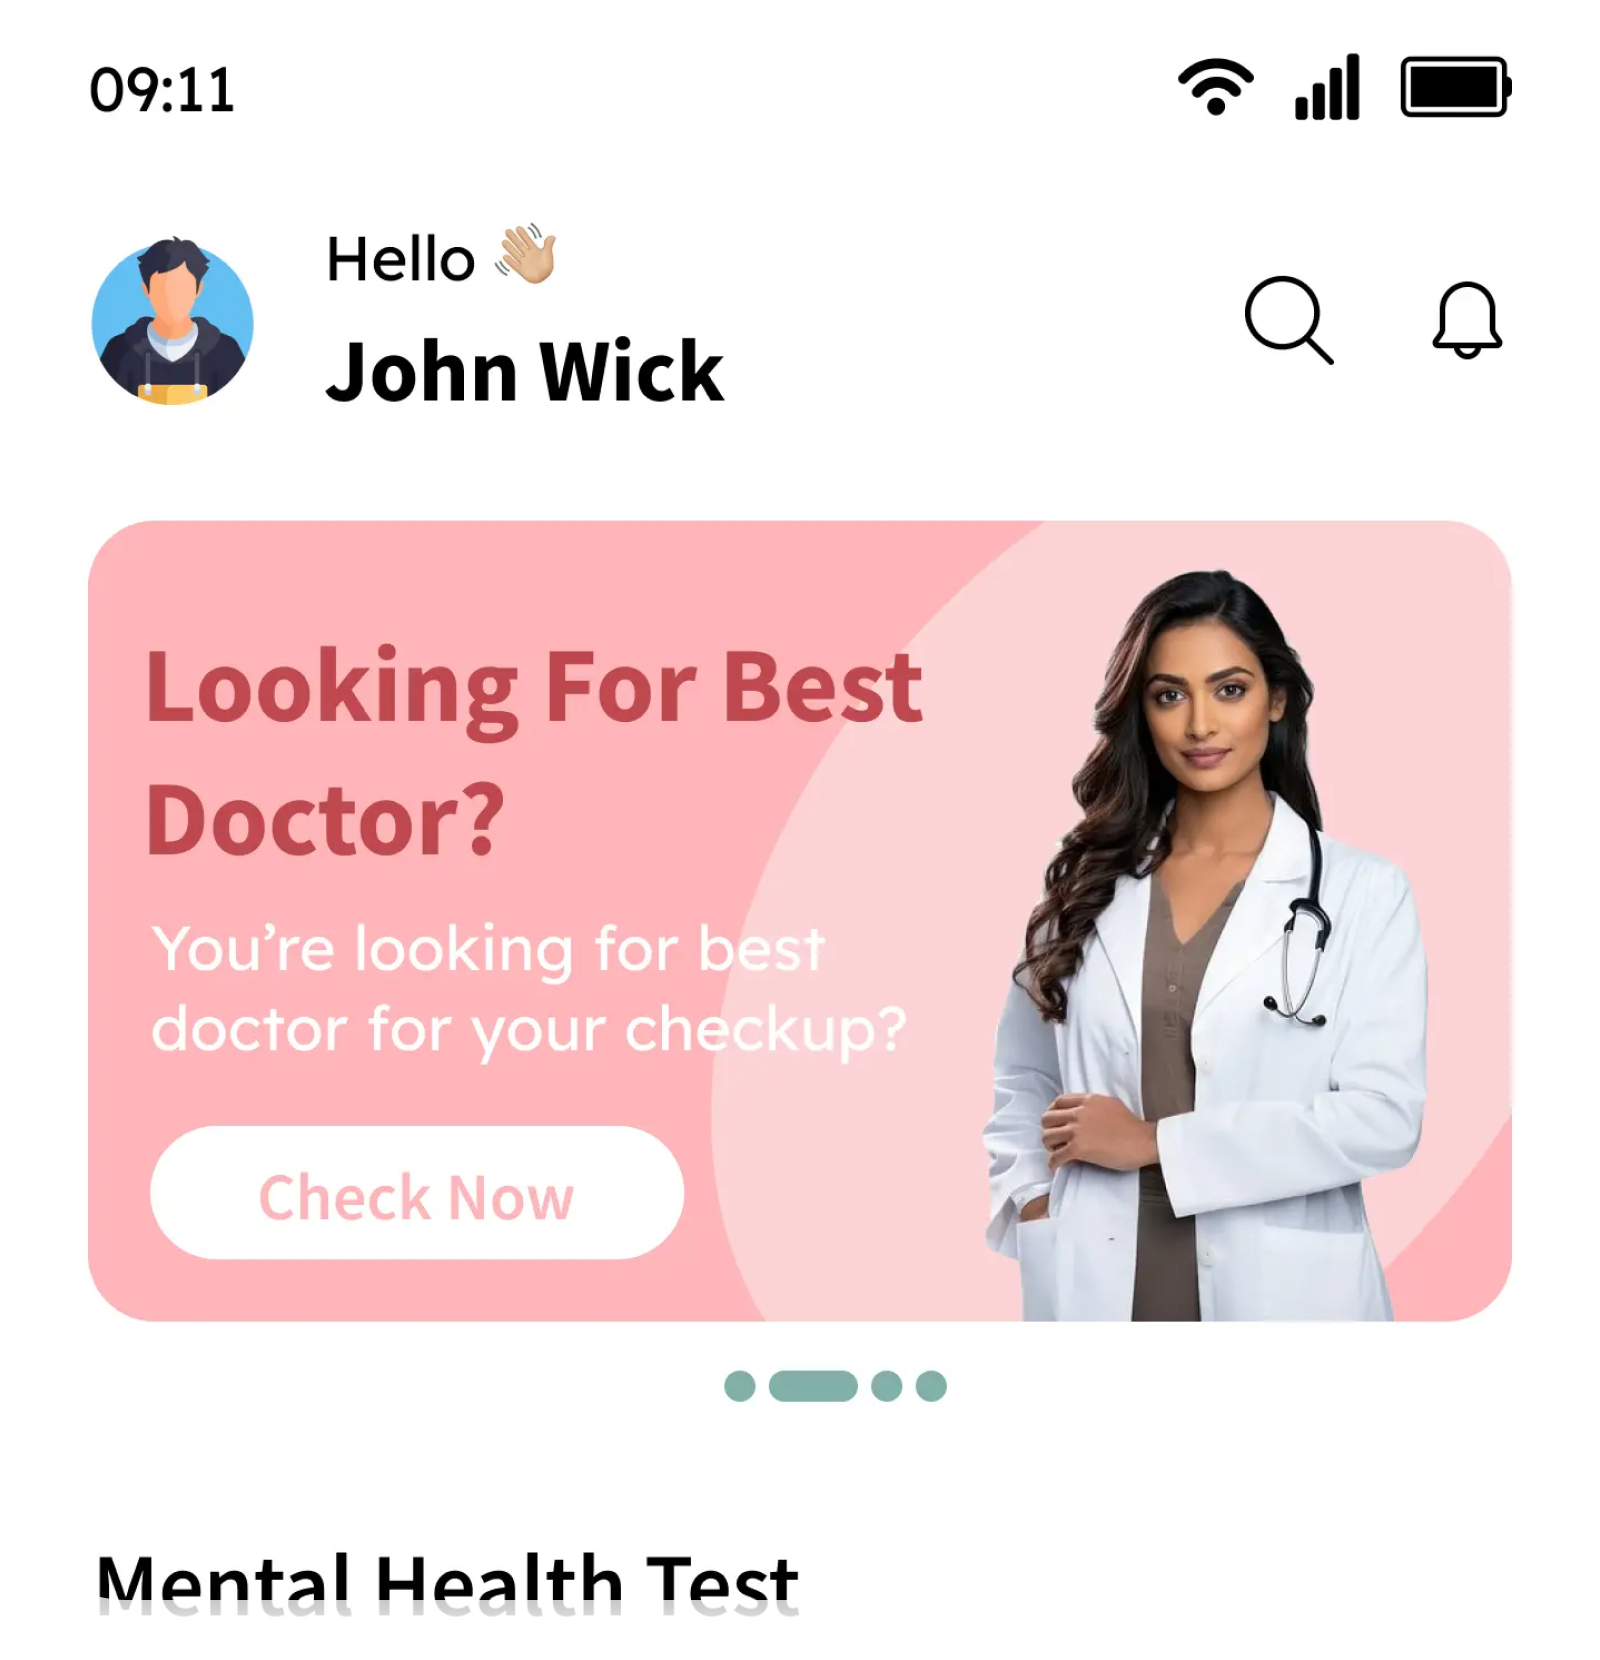 09:11
Hello 👋🏼
John Wick
Looking For Best
Doctor?
You’re looking for best
doctor for your checkup?
Check Now
Mental Health Test